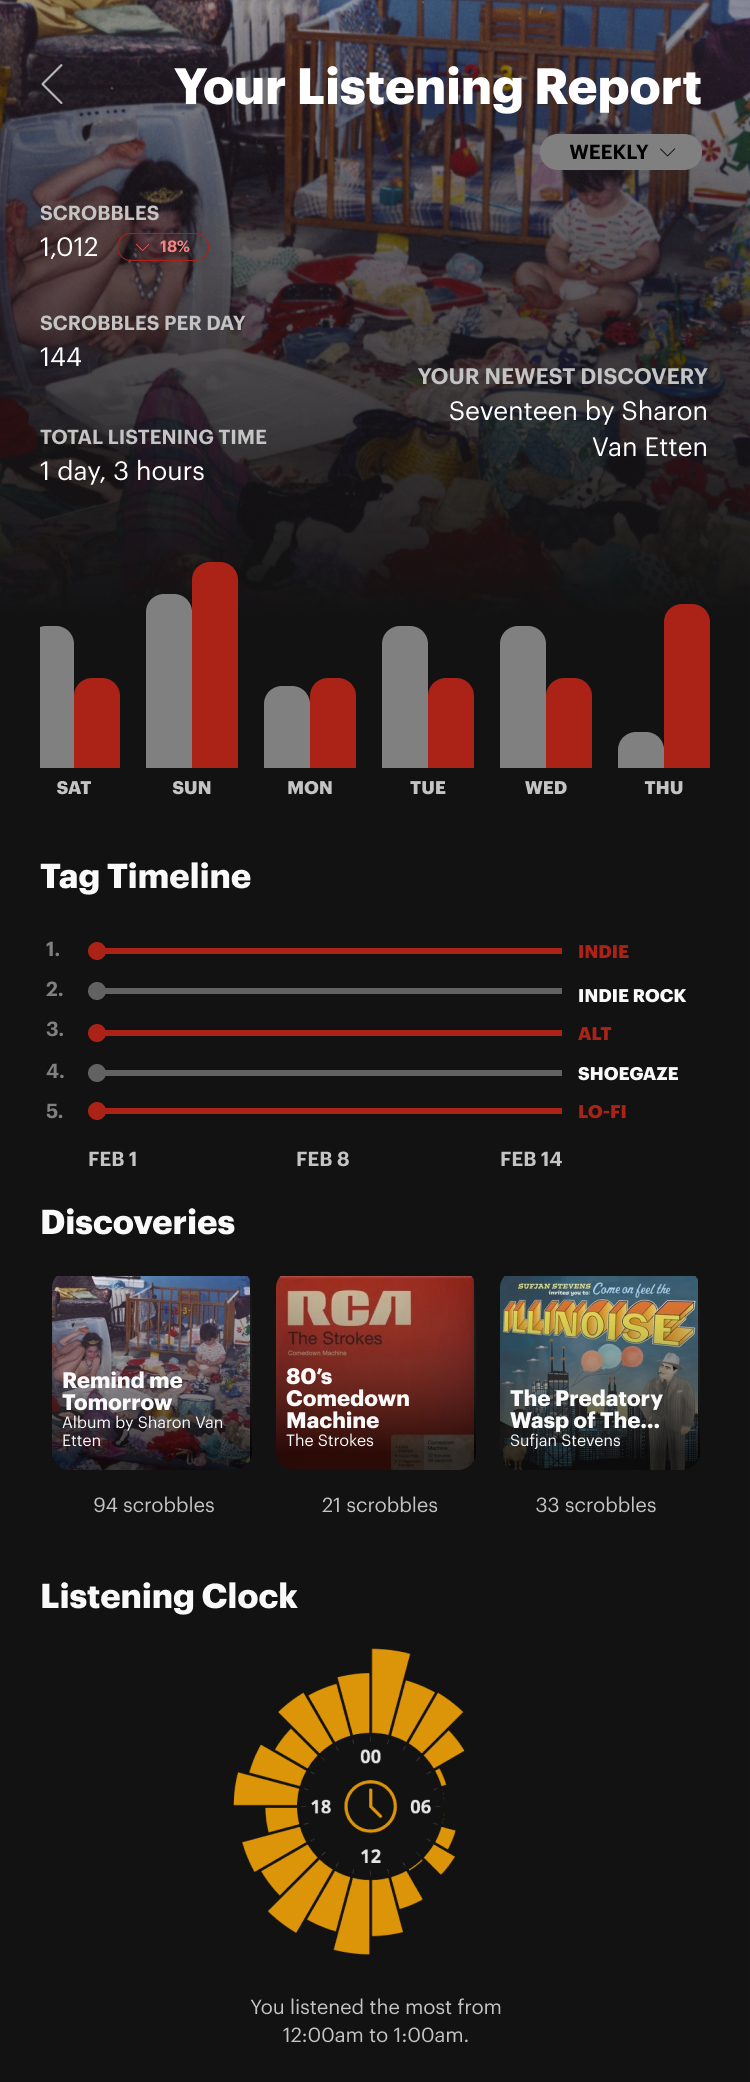 Your Listening Report
WEEKLY
SCROBBLES
1,012
18%
SCROBBLES PER DAY
144
YOUR NEWEST DISCOVERY
Seventeen by Sharon
Van Etten
TOTAL LISTENING TIME
1 day, 3 hours
SAT SUN MON TUE WED THU
Tag Timeline
1. INDIE
2. INDIE ROCK
3. ALT
4. SHOEGAZE
5. LO-FI
FEB 1 FEB 8 FEB 14
Discoveries
Remind me
Tomorrow
Album by Sharon Van
Etten
94 scrobbles
RCA
The Strokes
Comedown Machine
80's
Comedown
Machine
The Strokes
21 scrobbles
SUFJAN STEVENS
invites you to: Come on feel the
ILLINOISE
The Predatory
Wasp of The...
Sufjan Stevens
33 scrobbles
Listening Clock
00
18 06
12
You listened the most from
12:00am to 1:00am.